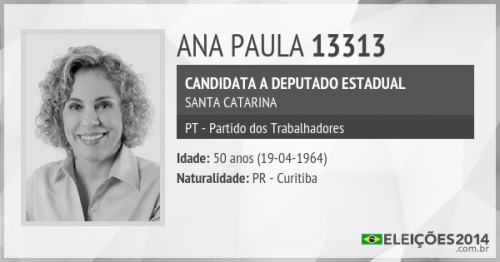 ANA PAULA 13313
CANDIDATA A DEPUTADO ESTADUAL
SANTA CATARINA
PT - Partido dos Trabalhadores
Idade: 50 anos (19-04-1964)
Naturalidade: PR - Curitiba
ELEIÇÕES2014
.com.br